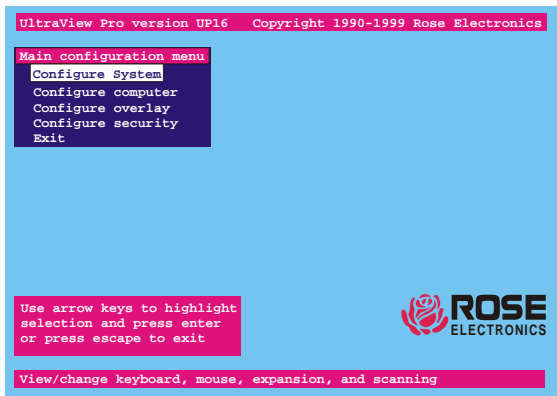 UltraView Pro version UP16 Copyright 1990-1999 Rose Electronics
Main configuration menu
Configure System
Configure computer
Configure overlay
Configure security
Exit
Use arrow keys to highlight
selection and press enter
or press escape to exit
ROSE
ELECTRONICS
View/change keyboard, mouse, expansion, and scanning